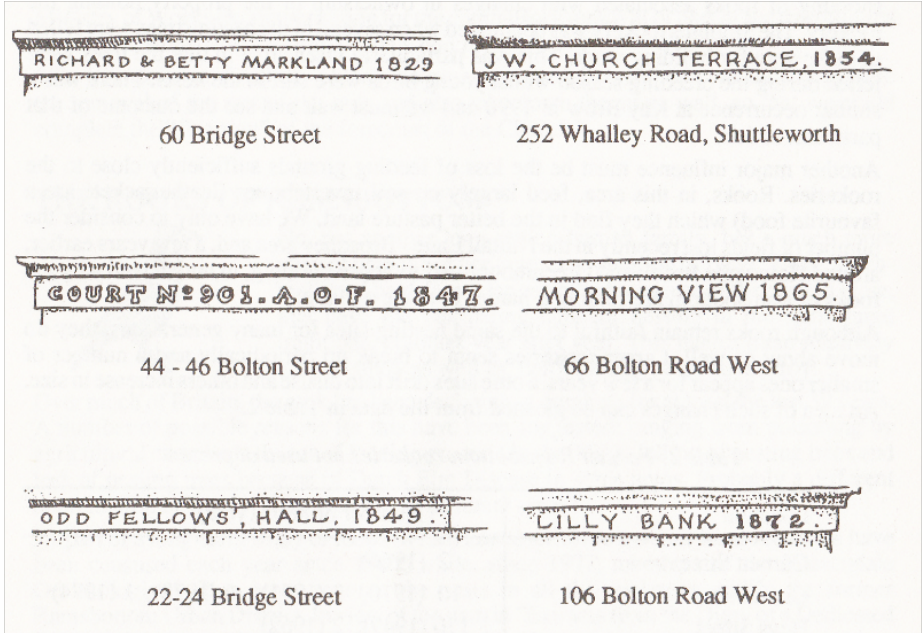 RICHARD & BETTY MARKLAND 1829
60 Bridge Street
J W. CHURCH TERRACE, 1854.
252 Whalley Road, Shuttleworth
COURT Nº 901. A. O. F. 1847.
44 - 46 Bolton Street
MORNING VIEW 1865.
66 Bolton Road West
ODD FELLOWS', HALL, 1849.
22-24 Bridge Street
LILLY BANK 1872.
106 Bolton Road West